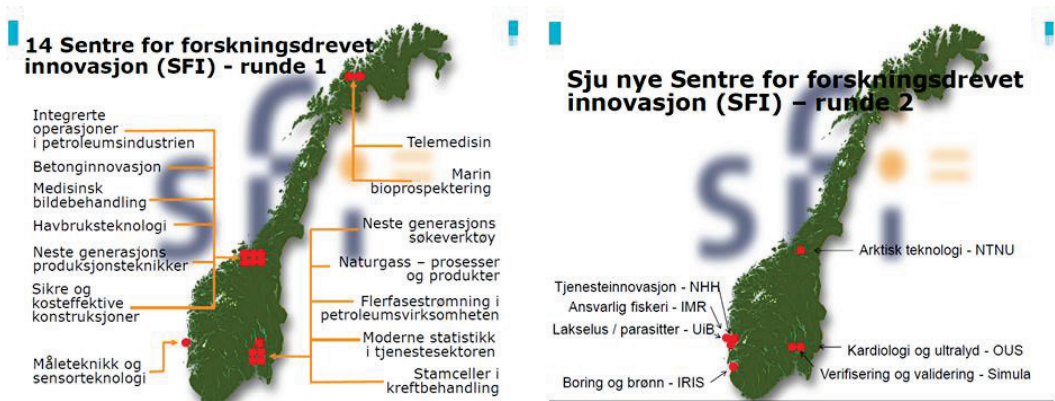 14 Sentre for forskningsdrevet
innovasjon (SFI) - runde 1
Integrerte
operasjoner
i petroleumsindustrien
Betonginnovasjon
Medisinsk
bildebehandling
Havbruksteknologi
Neste generasjons
produksjonsteknikker
Sikre og
kosteffektive
konstruksjoner
Måleteknikk og
sensorteknologi
Telemedisin
Marin
bioprospektering
Neste generasjons
søkeverktøy
Naturgass – prosesser
og produkter
Flerfasestrømning i
petroleumsvirksomheten
Moderne statistikk
i tjenestesektoren
Stamceller i
kreftbehandling
sfi
Sju nye Sentre for forskningsdrevet
innovasjon (SFI) – runde 2
Arktisk teknologi - NTNU
Tjenesteinnovasjon - NHH
Ansvarlig fiskeri - IMR
Lakselus / parasitter - UiB
Boring og brønn - IRIS
Kardiologi og ultralyd - OUS
Verifisering og validering - Simula
sfi